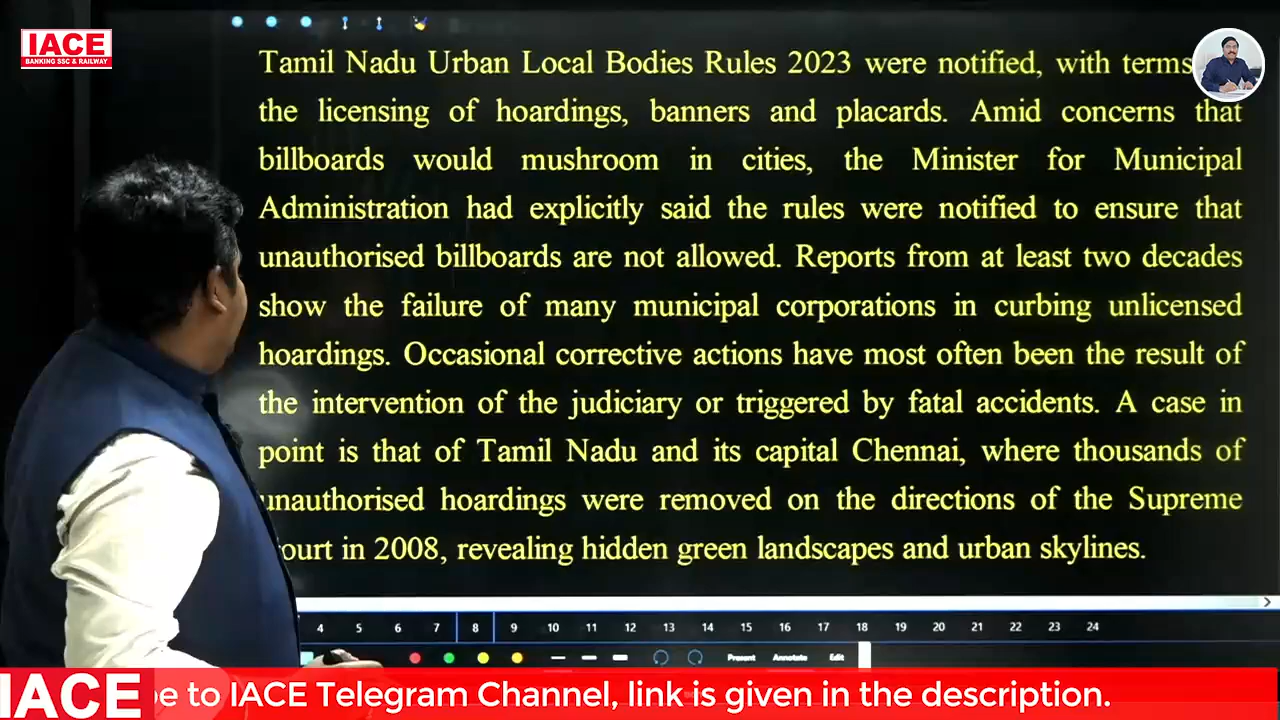 IACE
BANKING SSC & RAILWAY
Tamil Nadu Urban Local Bodies Rules 2023 were notified, with terms
the licensing of hoardings, banners and placards. Amid concerns that
billboards would mushroom in cities, the Minister for Municipal
Administration had explicitly said the rules were notified to ensure that
unauthorised billboards are not allowed. Reports from at least two decades
show the failure of many municipal corporations in curbing unlicensed
hoardings. Occasional corrective actions have most often been the result of
the intervention of the judiciary or triggered by fatal accidents. A case in
point is that of Tamil Nadu and its capital Chennai, where thousands of
unauthorised hoardings were removed on the directions of the Supreme
ourt in 2008, revealing hidden green landscapes and urban skylines.
4 5 6 7 8 9 10 11 12 13 14 15 16 17 18 19 20 21 22 23 24
Present Annotate Edit
IACE be to IACE Telegram Channel, link is given in the description.